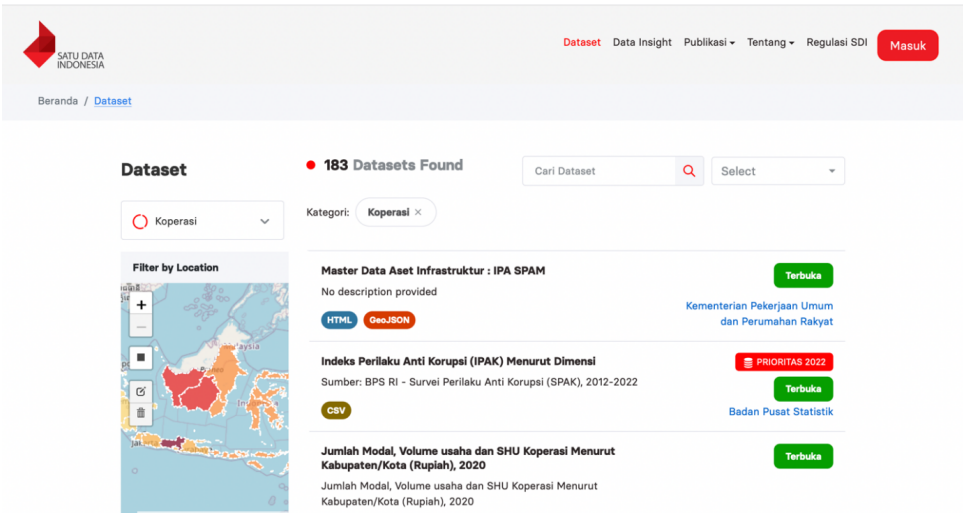 SATU DATA
INDONESIA
Dataset Data Insight Publikasi Tentang Regulasi SDI Masuk
Beranda / Dataset
Dataset
183 Datasets Found
Cari Dataset
Select
Koperasi
Kategori: Koperasi ×
Filter by Location
+
−
Master Data Aset Infrastruktur : IPA SPAM
Terbuka
No description provided
Kementerian Pekerjaan Umum
dan Perumahan Rakyat
HTML GeoJSON
Indeks Perilaku Anti Korupsi (IPAK) Menurut Dimensi
PRIORITAS 2022
Sumber: BPS RI - Survei Perilaku Anti Korupsi (SPAK), 2012-2022
Terbuka
CSV
Badan Pusat Statistik
Jumlah Modal, Volume usaha dan SHU Koperasi Menurut
Kabupaten/Kota (Rupiah), 2020
Terbuka
Jumlah Modal, Volume usaha dan SHU Koperasi Menurut
Kabupaten/Kota (Rupiah), 2020